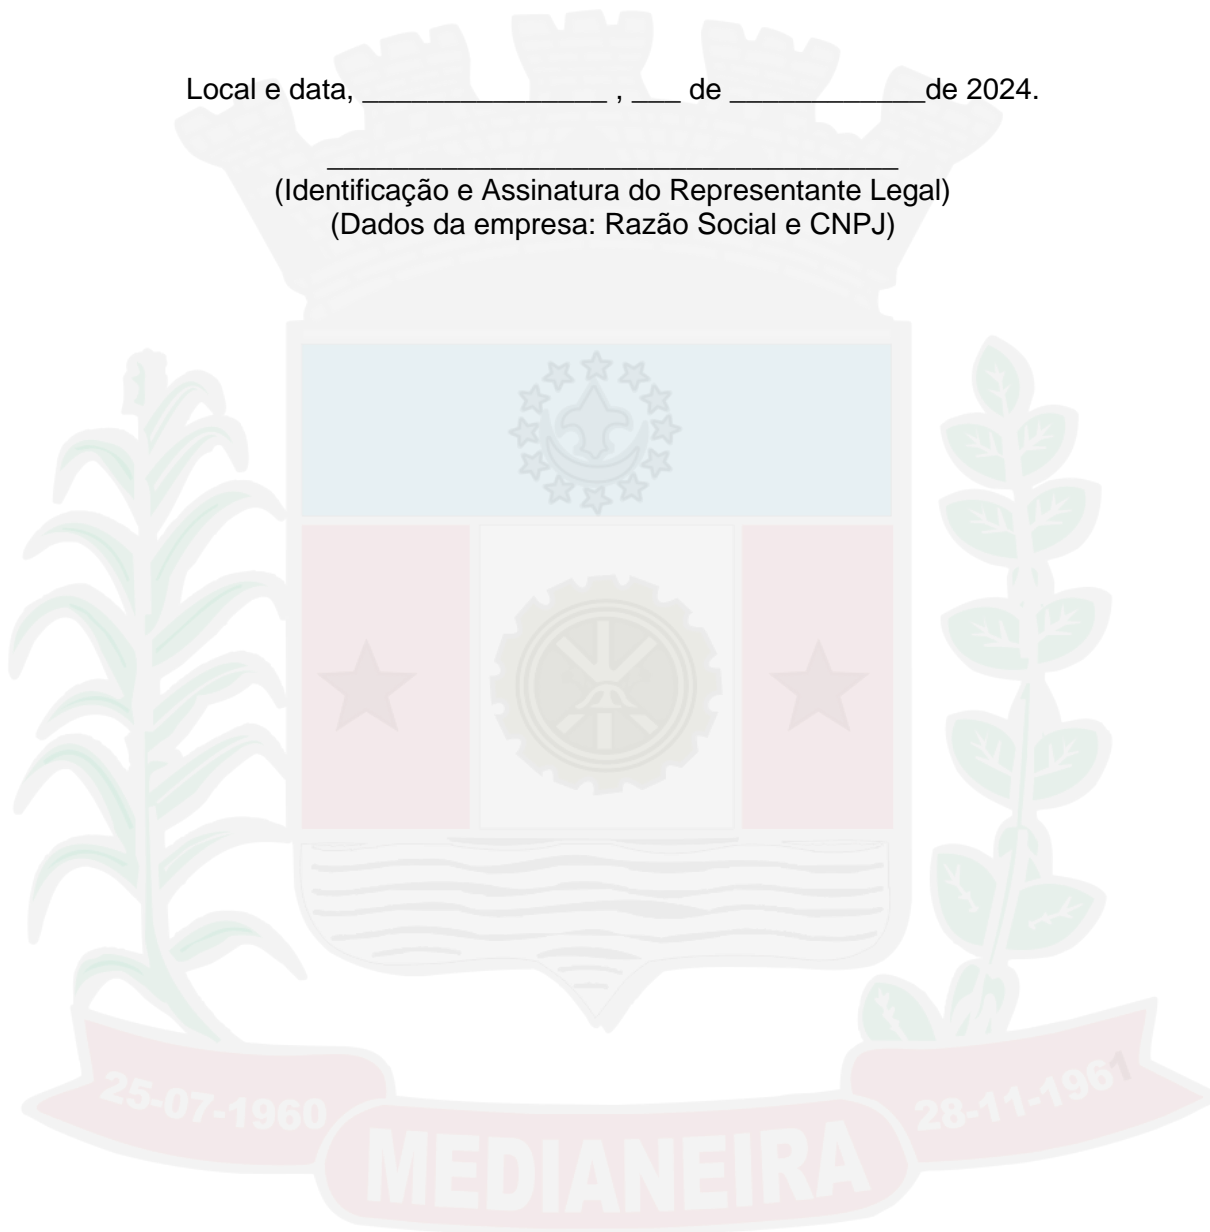 Local e data, _______________ , ___ de ____________de 2024.
___________________________________
(Identificação e Assinatura do Representante Legal)
(Dados da empresa: Razão Social e CNPJ)
25-07-1960
28-11-1961
MEDIANEIRA